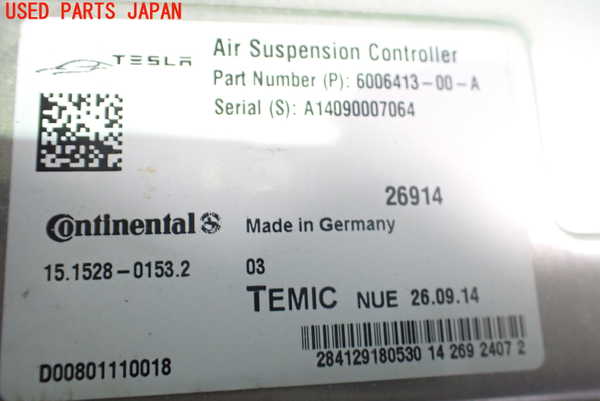 USED PARTS JAPAN
TESLA
Air Suspension Controller
Part Number (P): 6006413-00-A
Serial (S): A14090007064
26914
Continental
Made in Germany
15.1528-0153.2
03
TEMIC NUE 26.09.14
284129180530 14 269 2407 2
D00801110018